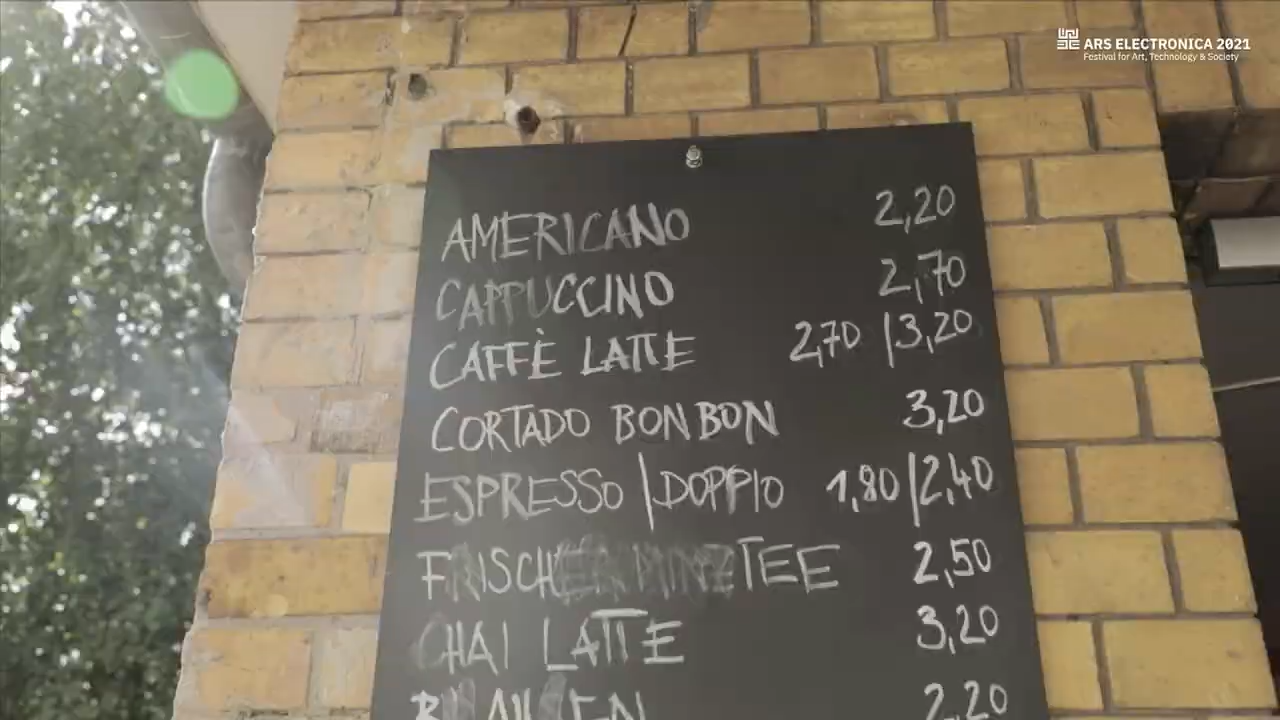 ARS ELECTRONICA 2021
Festival for Art, Technology & Society
AMERICANO 2,20
CAPPUCCINO 2,70
CAFFÈ LATTE 2,70 | 3,20
CORTADO BONBON 3,20
ESPRESSO | DOPPIO 1,80 | 2,40
FRISCHER MINZTEE 2,50
CHAI LATTE 3,20
2,20